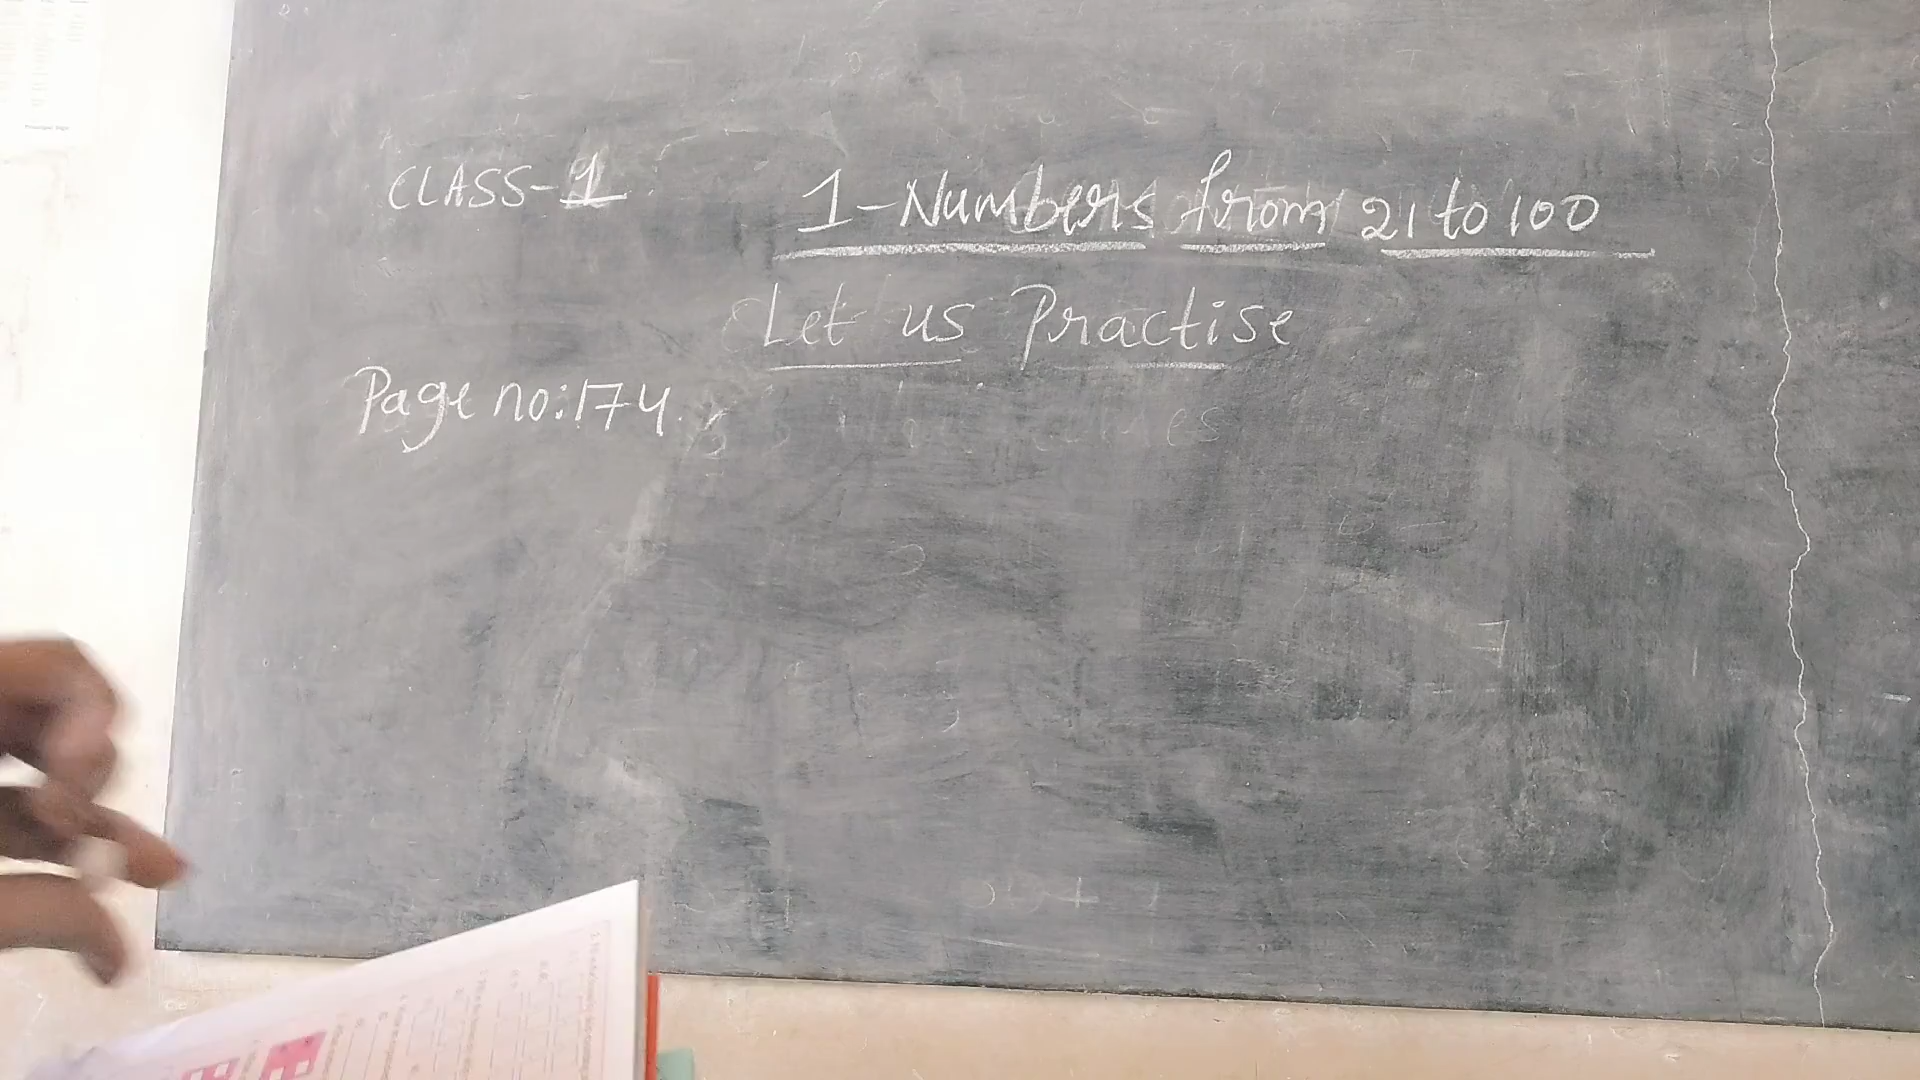 CLASS-1
1-Numbers from 21 to 100
Let us Practise
Page no:174.